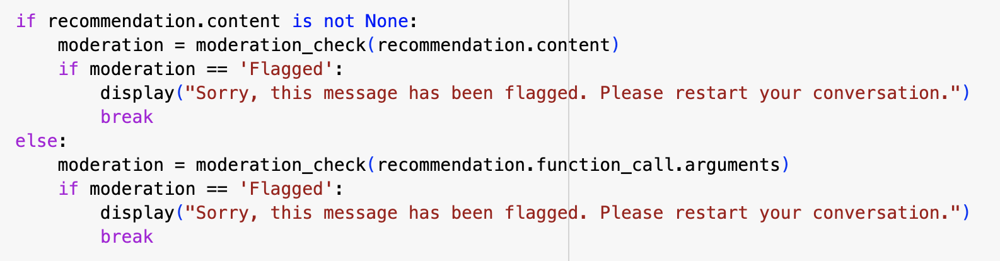 if recommendation.content is not None:
    moderation = moderation_check(recommendation.content)
    if moderation == 'Flagged':
        display("Sorry, this message has been flagged. Please restart your conversation.")
        break
else:
    moderation = moderation_check(recommendation.function_call.arguments)
    if moderation == 'Flagged':
        display("Sorry, this message has been flagged. Please restart your conversation.")
        break